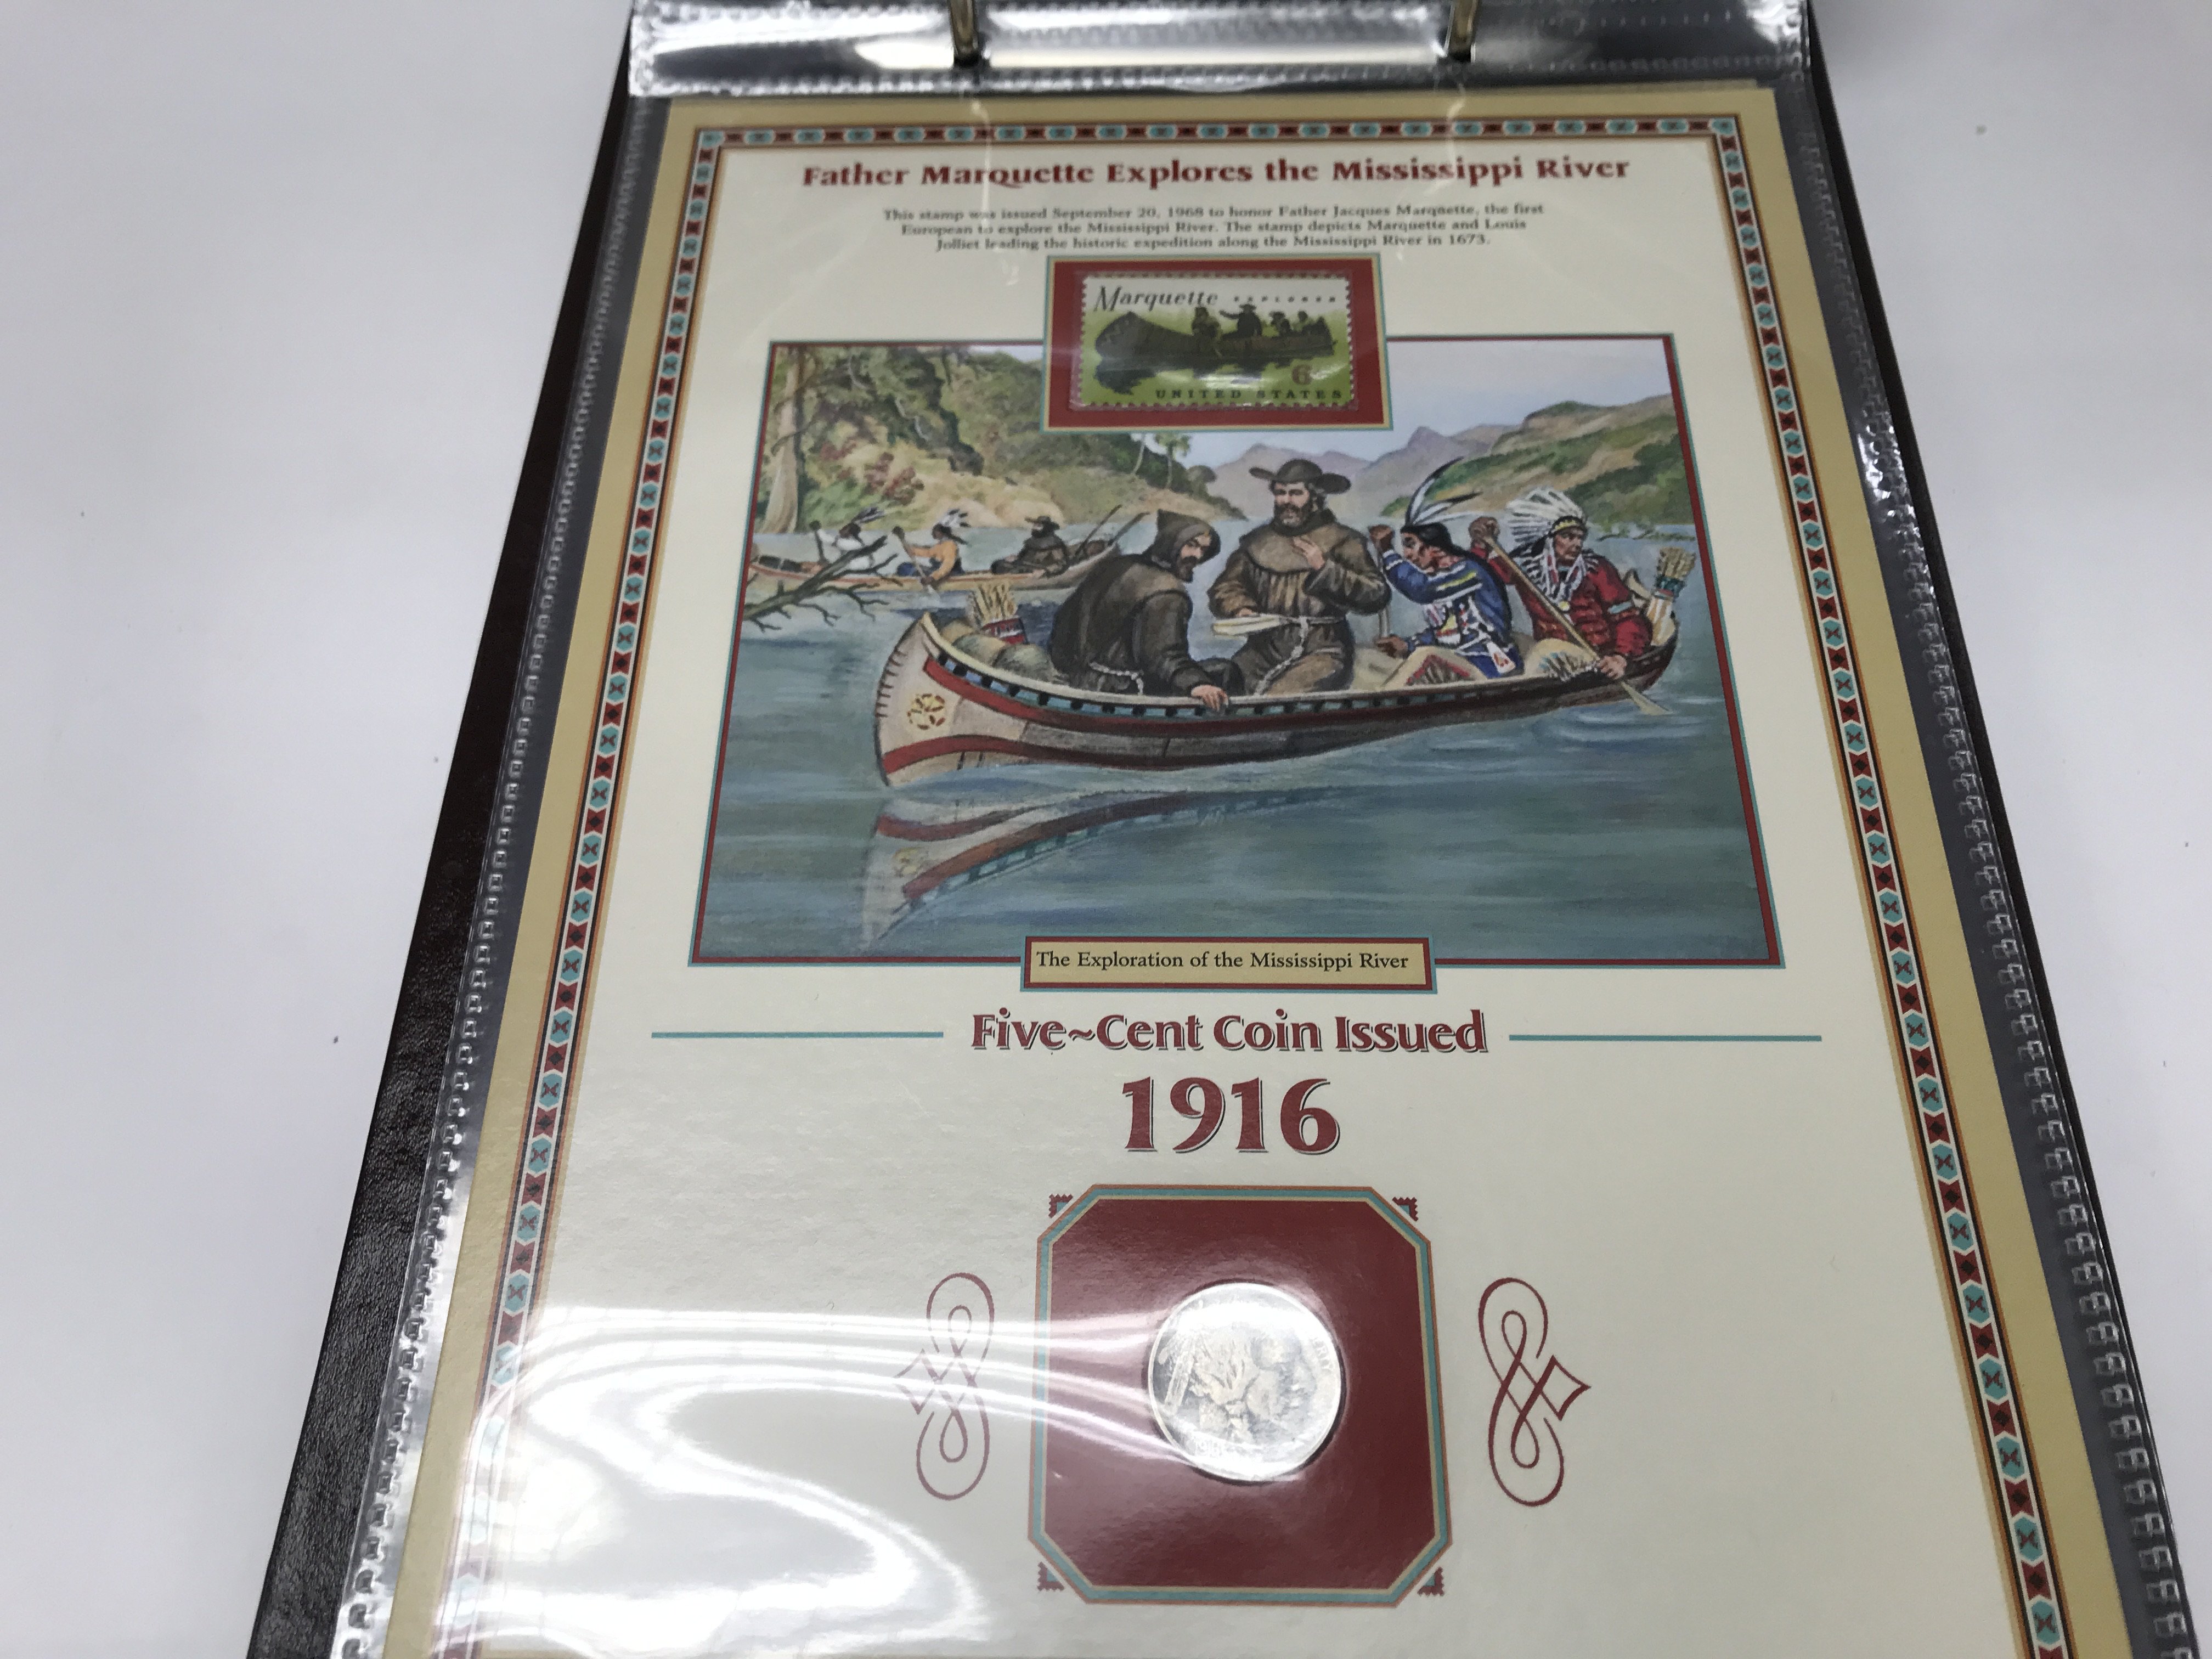 Father Marquette Explores the Mississippi River
This stamp was issued September 20, 1968 to honor Father Jacques Marquette, the first
European to explore the Mississippi River. The stamp depicts Marquette and Louis
Jolliet leading the historic expedition along the Mississippi River in 1673.
Marquette EXPLORER
6¢
UNITED STATES
The Exploration of the Mississippi River
Five~Cent Coin Issued
1916